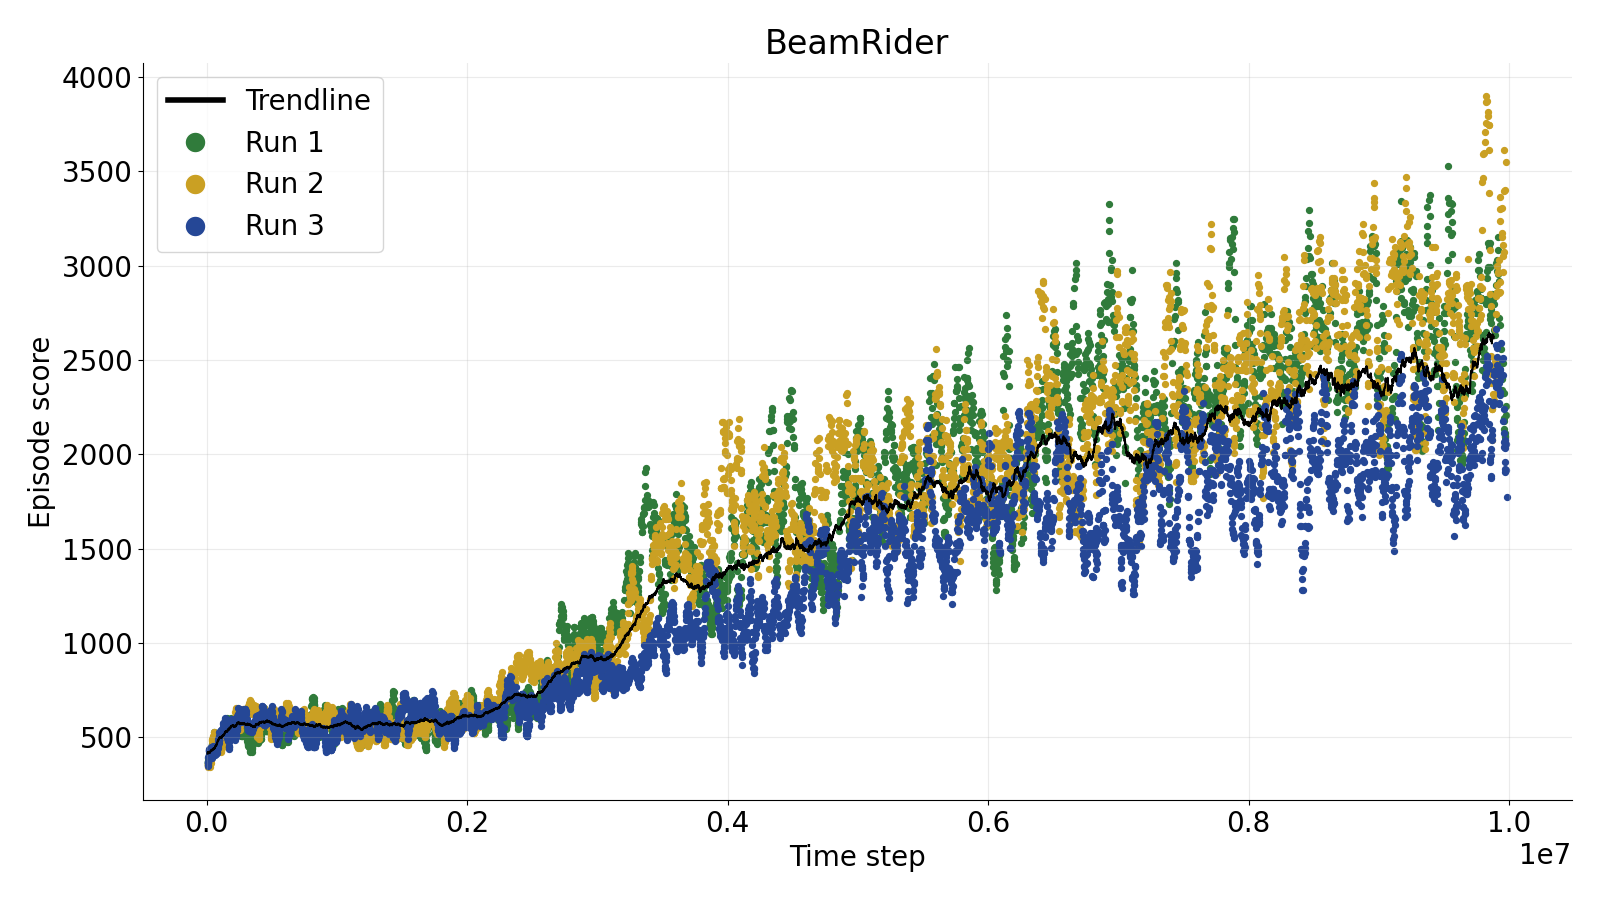 BeamRider
Trendline
Run 1
Run 2
Run 3
Episode score
4000
3500
3000
2500
2000
1500
1000
500
0.0 0.2 0.4 0.6 0.8 1.0
1e7
Time step